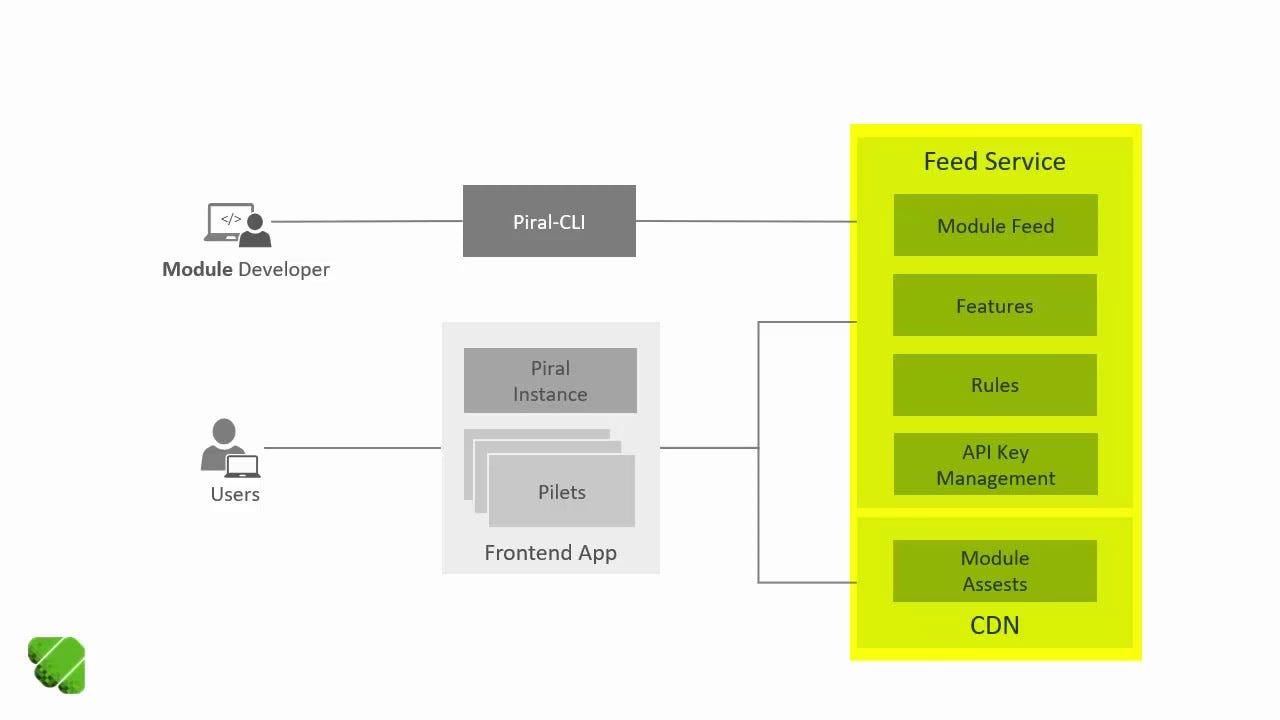 Feed Service
Module Feed
Features
Rules
API Key
Management
Module
Assests
CDN
</> 
Module Developer
Piral-CLI
Users
Piral
Instance
Pilets
Frontend App